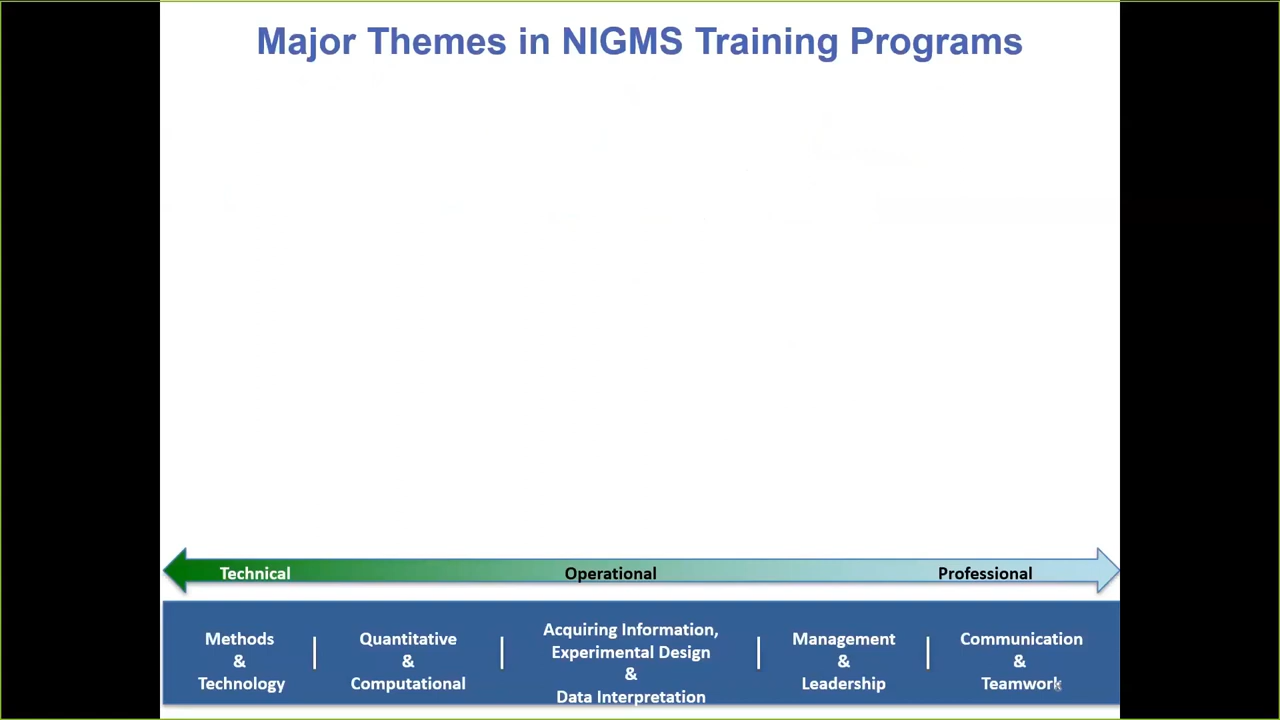 Major Themes in NIGMS Training Programs
Technical Operational Professional
Methods
&
Technology
Quantitative
&
Computational
Acquiring Information,
Experimental Design
&
Data Interpretation
Management
&
Leadership
Communication
&
Teamwork